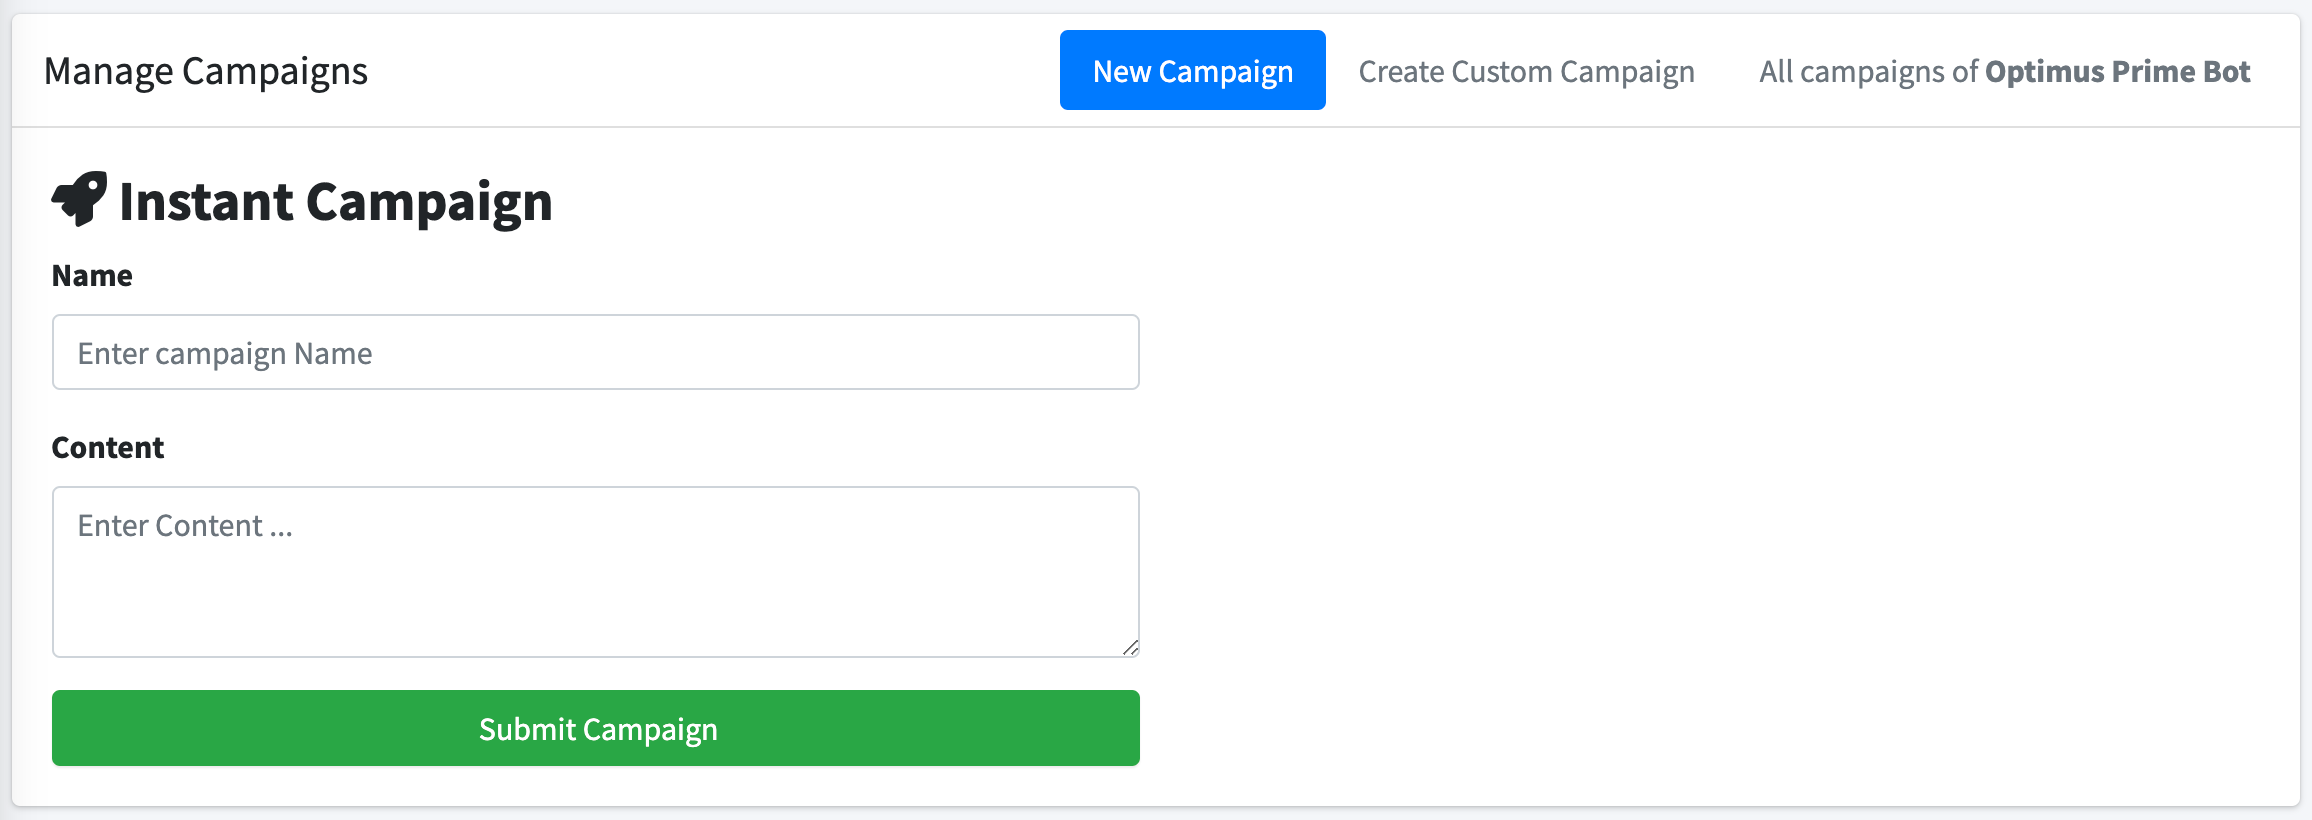 Manage Campaigns
New Campaign
Create Custom Campaign
All campaigns of Optimus Prime Bot
Instant Campaign
Name
Enter campaign Name
Content
Enter Content ...
Submit Campaign